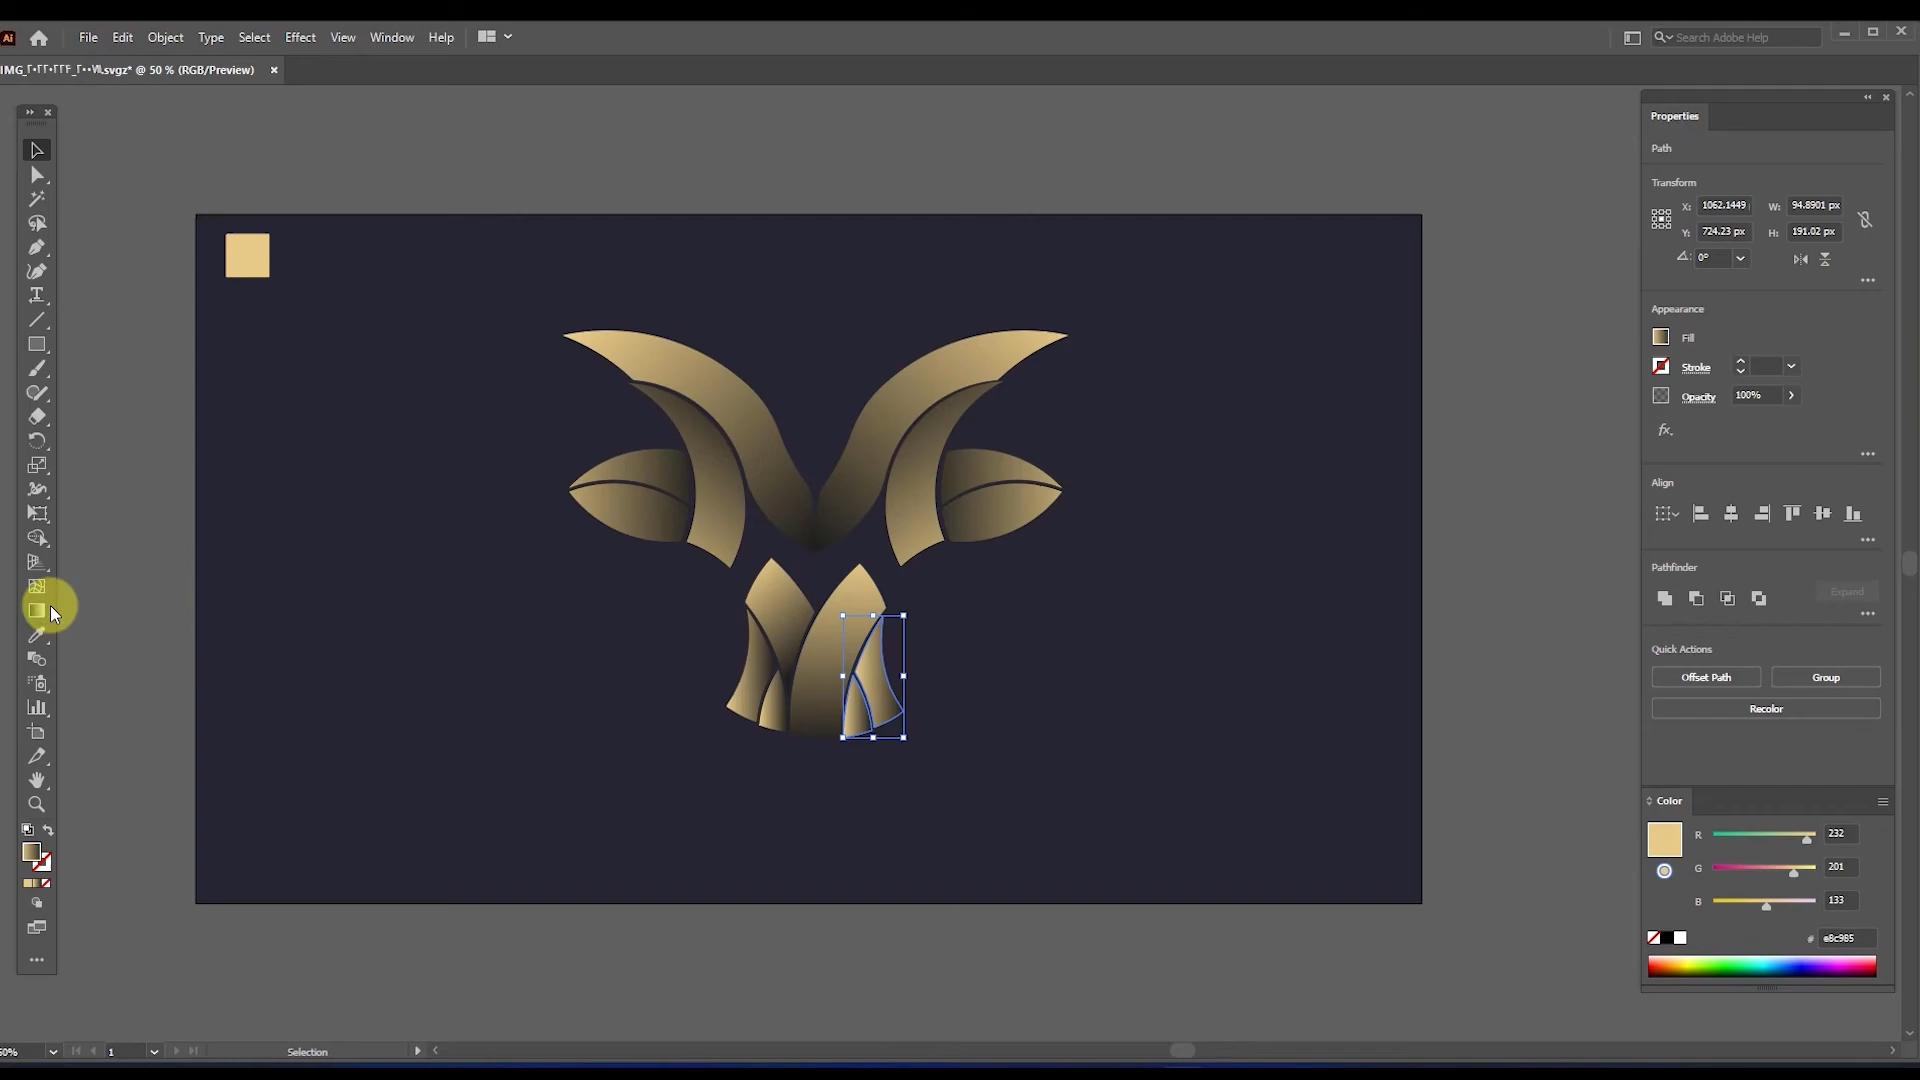 Ai
File Edit Object Type Select Effect View Window Help
Search Adobe Help
.svgz* @ 50 % (RGB/Preview)
Properties
Path
Transform
X: 1062.1449 W: 94.8901 px
Y: 724.23 px H: 191.02 px
0°
Appearance
Fill
Stroke
Opacity 100%
fx.
Align
Pathfinder
Expand
Quick Actions
Offset Path Group
Recolor
Color
R 232
G 201
B 133
# e8c985
1 Selection